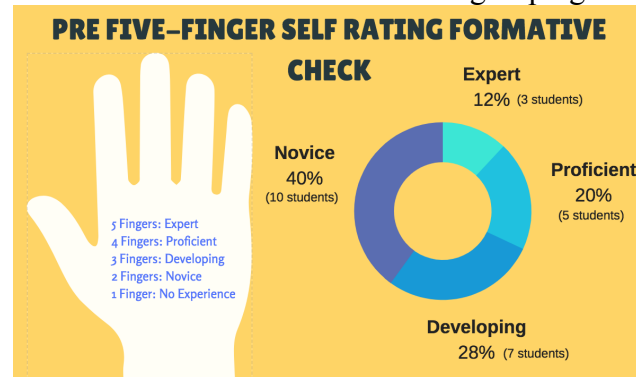 PRE FIVE-FINGER SELF RATING FORMATIVE
CHECK
Expert
12% (3 students)
Novice
40%
(10 students)
Proficient
20%
(5 students)
5 Fingers: Expert
4 Fingers: Proficient
3 Fingers: Developing
2 Fingers: Novice
1 Finger: No Experience
Developing
28% (7 students)